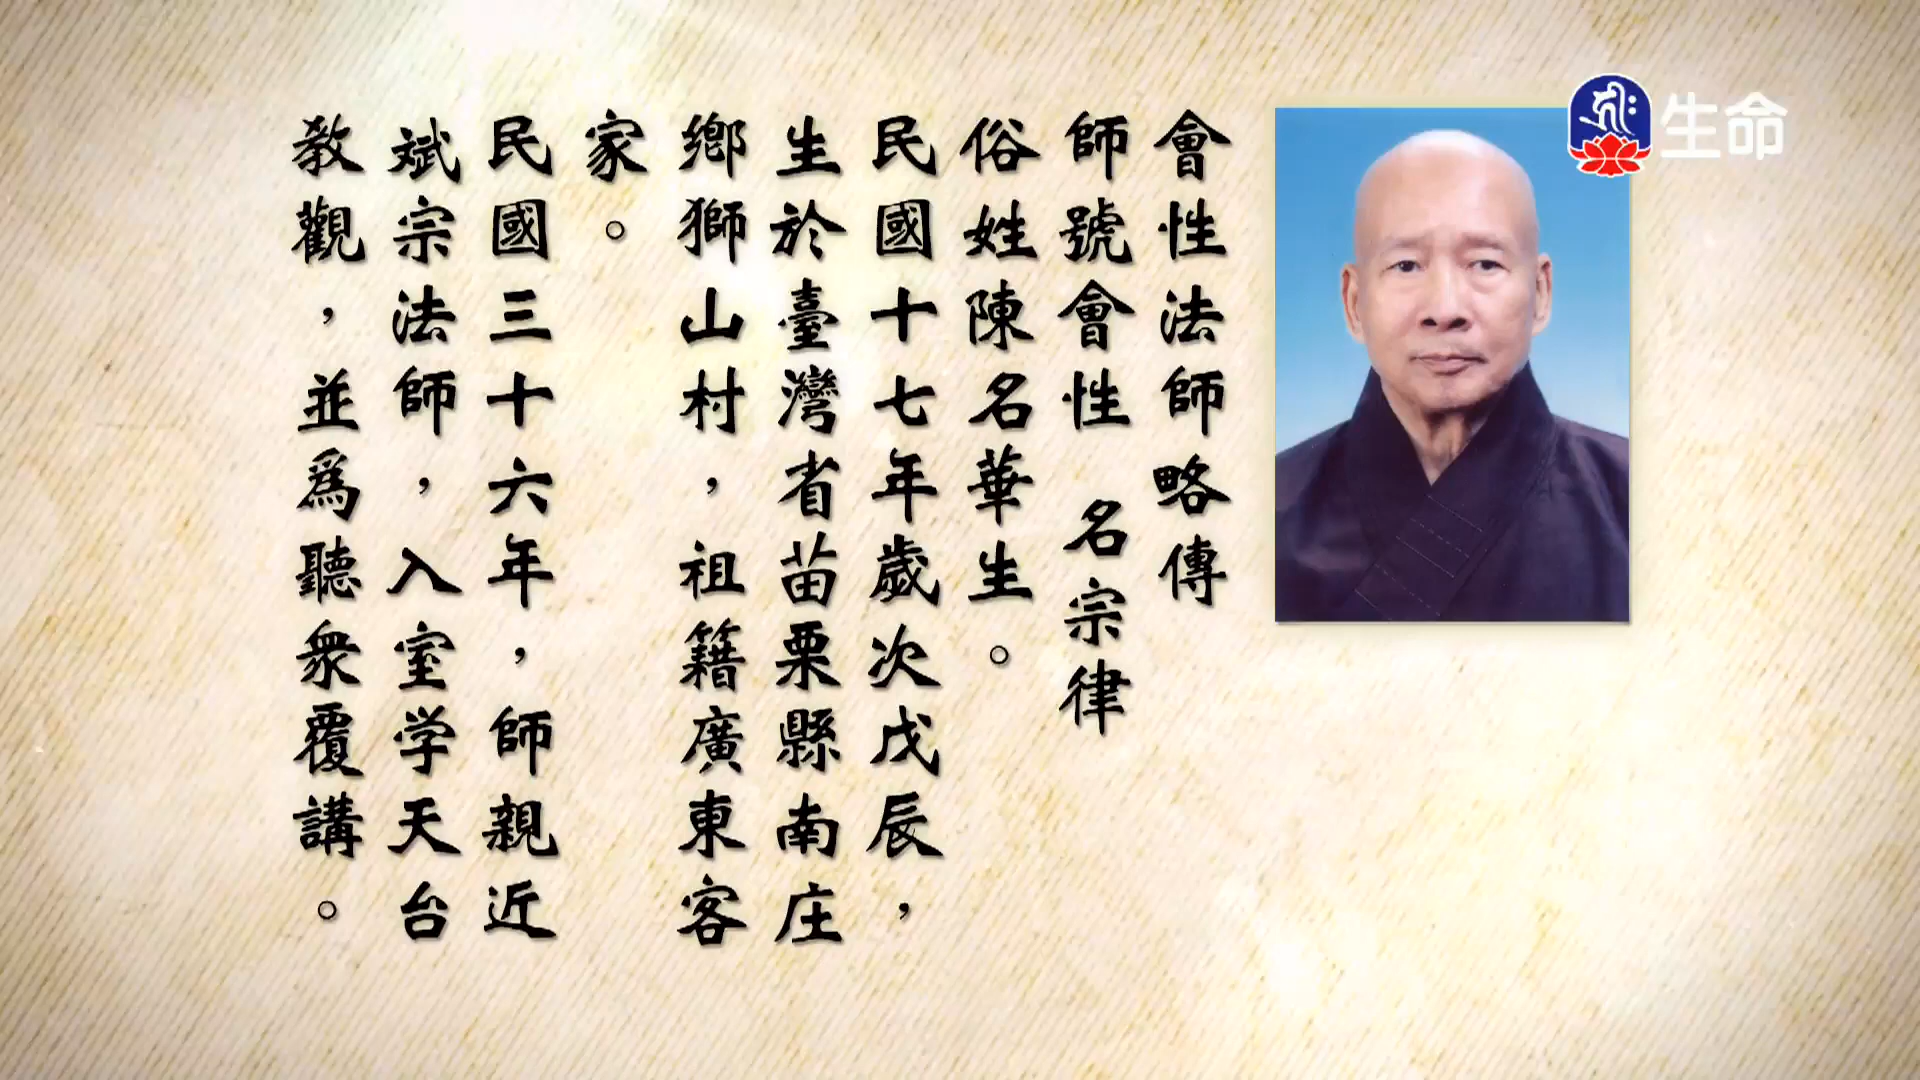 生命
會性法師略傳
師號會性 名宗律
俗姓陳名華生。
民國十七年歲次戊辰，
生於臺灣省苗栗縣南庄
鄉獅山村，祖籍廣東客
家。
民國三十六年，師親近
斌宗法師，入室学天台
教觀，並爲聽衆覆講。